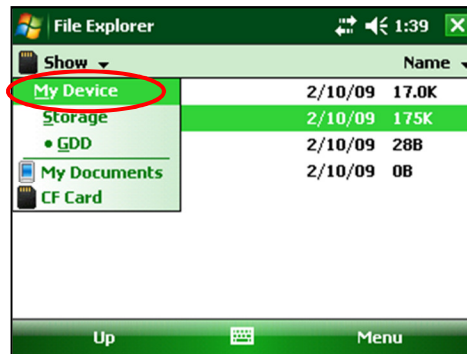 File Explorer 1:39
Show Name
My Device 2/10/09 17.0K
Storage 2/10/09 175K
GDD 2/10/09 28B
My Documents 2/10/09 0B
CF Card
Up Menu